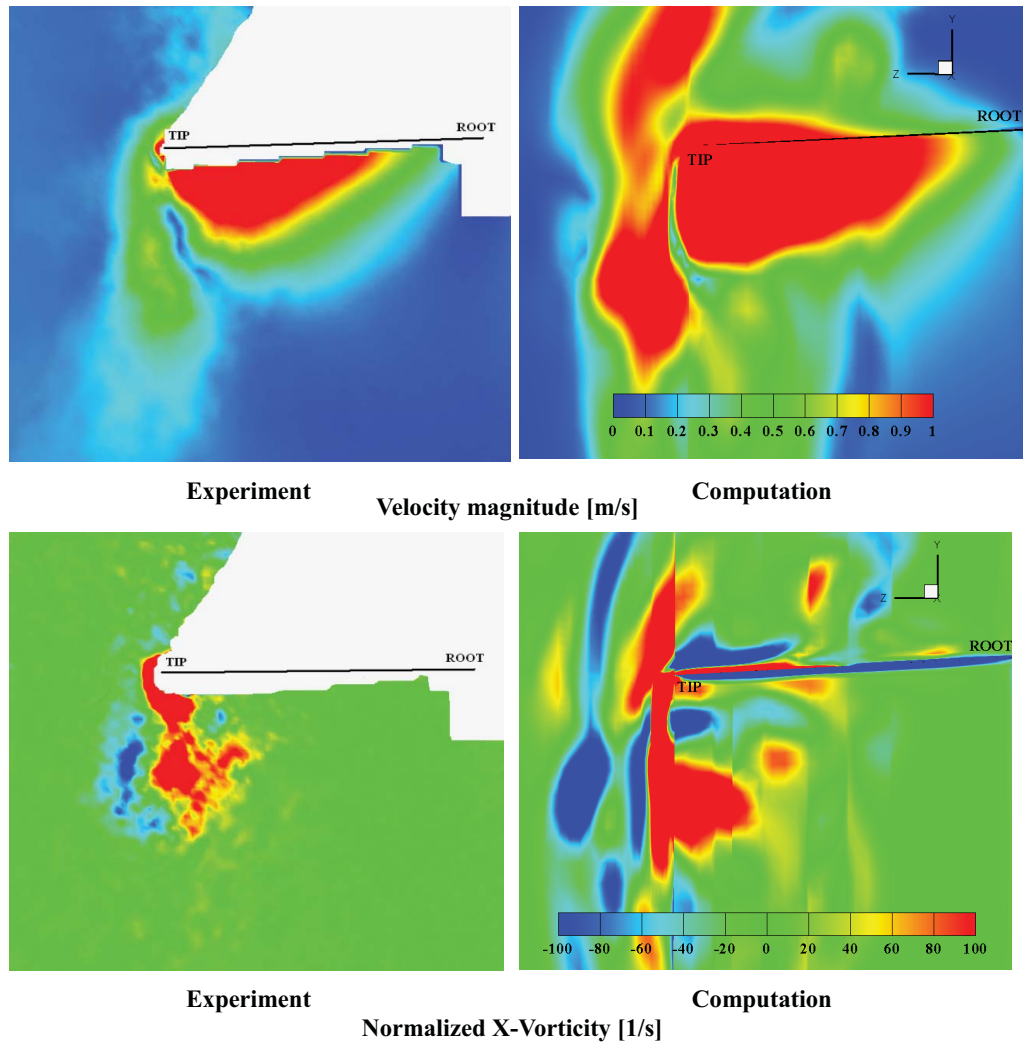 TIP
ROOT
Y
Z
X
ROOT
TIP
0 0.1 0.2 0.3 0.4 0.5 0.6 0.7 0.8 0.9 1
Experiment
Computation
Velocity magnitude [m/s]
TIP
ROOT
Y
Z
X
ROOT
TIP
-100 -80 -60 -40 -20 0 20 40 60 80 100
Experiment
Computation
Normalized X-Vorticity [1/s]